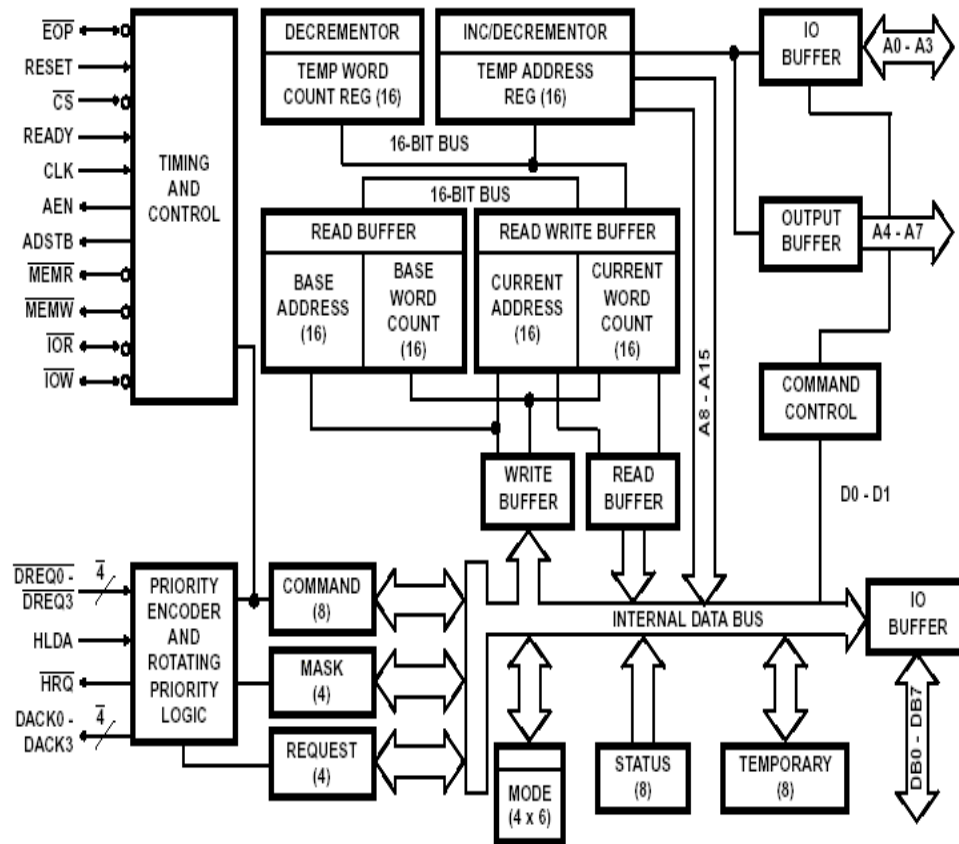 EOP
RESET
CS
READY
CLK
AEN
ADSTB
MEMR
MEMW
IOR
IOW
TIMING
AND
CONTROL
DECREMENTOR
TEMP WORD
COUNT REG (16)
INC/DECREMENTOR
TEMP ADDRESS
REG (16)
IO
BUFFER
A0 - A3
16-BIT BUS
16-BIT BUS
READ BUFFER
BASE
ADDRESS
(16)
BASE
WORD
COUNT
(16)
READ WRITE BUFFER
CURRENT
ADDRESS
(16)
CURRENT
WORD
COUNT
(16)
OUTPUT
BUFFER
A4 - A7
A8 - A15
COMMAND
CONTROL
WRITE
BUFFER
READ
BUFFER
D0 - D1
DREQ0 -
DREQ3
4
HLDA
HRQ
DACK0 -
DACK3
4
PRIORITY
ENCODER
AND
ROTATING
PRIORITY
LOGIC
COMMAND
(8)
MASK
(4)
REQUEST
(4)
INTERNAL DATA BUS
IO
BUFFER
MODE
(4 x 6)
STATUS
(8)
TEMPORARY
(8)
DB0 - DB7